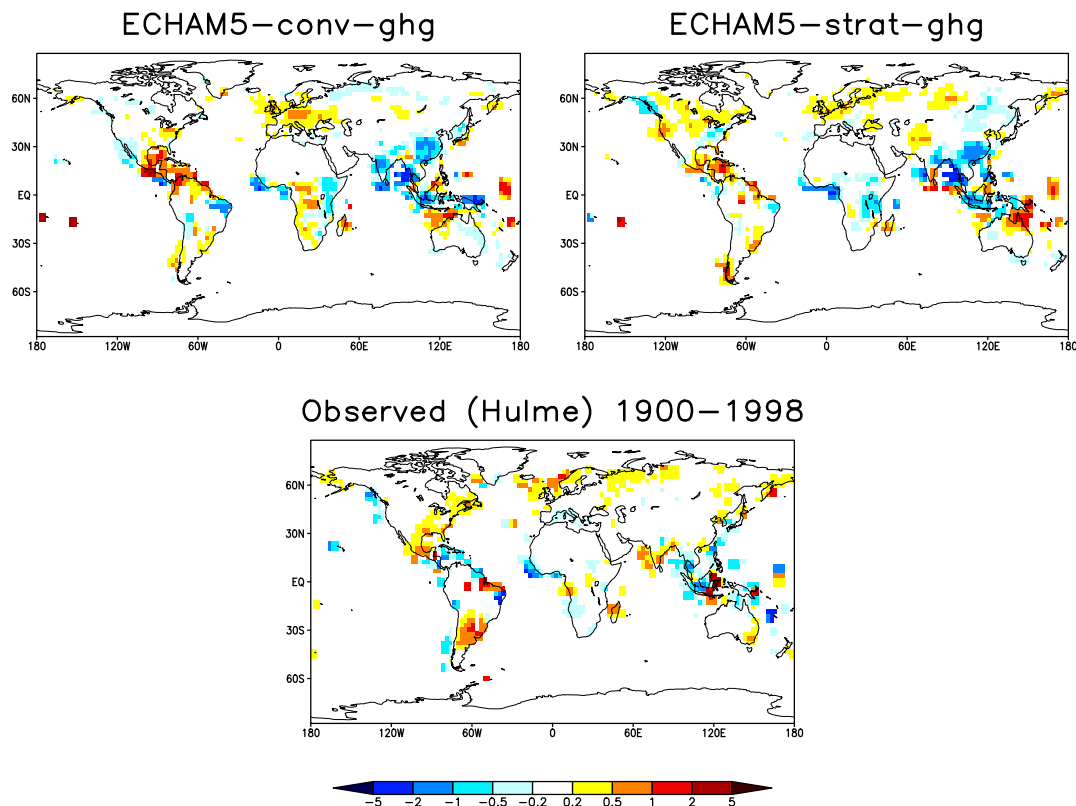 ECHAM5-conv-ghg
ECHAM5-strat-ghg
60N
30N
EQ
30S
60S
180
120W
60W
0
60E
120E
180
60N
30N
EQ
30S
60S
180
120W
60W
0
60E
120E
180
Observed (Hulme) 1900-1998
60N
30N
EQ
30S
60S
180
120W
60W
0
60E
120E
180
-5 -2 -1 -0.5 -0.2 0.2 0.5 1 2 5